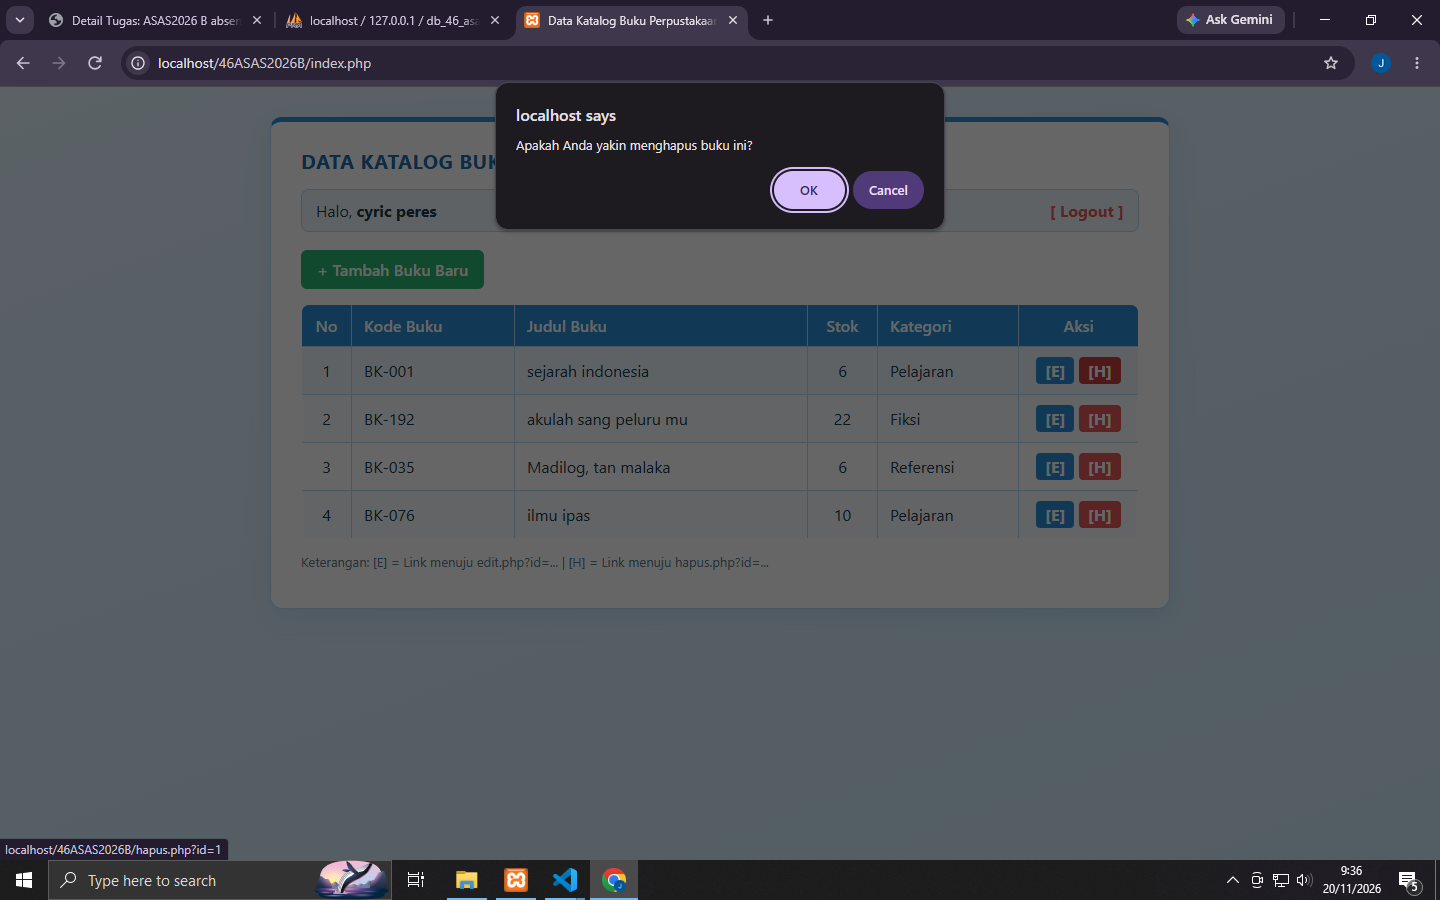 Detail Tugas: ASAS2026 B absen
localhost / 127.0.0.1 / db_46_asa
Data Katalog Buku Perpustakaan
Ask Gemini
localhost/46ASAS2026B/index.php
J
localhost says
Apakah Anda yakin menghapus buku ini?
OK
Cancel
DATA KATALOG BUK
Halo, cyric peres
[ Logout ]
+ Tambah Buku Baru
No Kode Buku Judul Buku Stok Kategori Aksi
1 BK-001 sejarah indonesia 6 Pelajaran [E] [H]
2 BK-192 akulah sang peluru mu 22 Fiksi [E] [H]
3 BK-035 Madilog, tan malaka 6 Referensi [E] [H]
4 BK-076 ilmu ipas 10 Pelajaran [E] [H]
Keterangan: [E] = Link menuju edit.php?id=... | [H] = Link menuju hapus.php?id=...
localhost/46ASAS2026B/hapus.php?id=1
Type here to search
9:36
20/11/2026
5